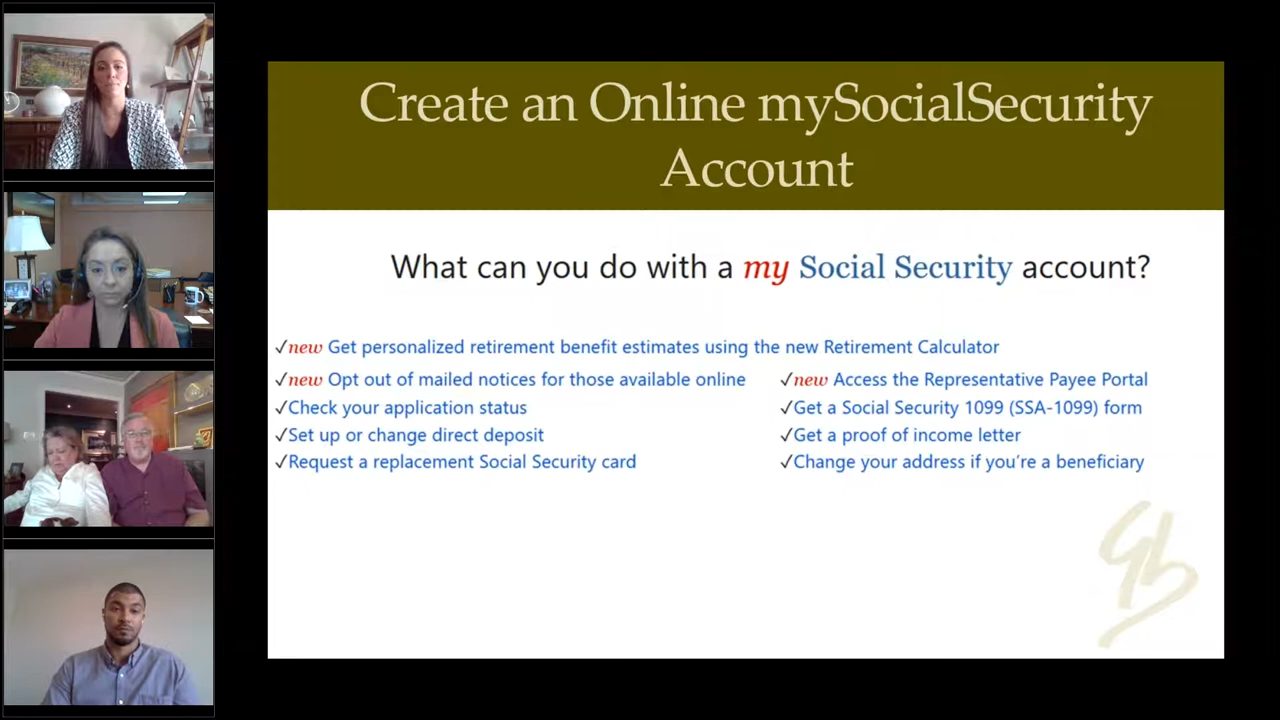 Create an Online mySocialSecurity
Account
What can you do with a my Social Security account?
✓new Get personalized retirement benefit estimates using the new Retirement Calculator
✓new Opt out of mailed notices for those available online
✓Check your application status
✓Set up or change direct deposit
✓Request a replacement Social Security card
✓new Access the Representative Payee Portal
✓Get a Social Security 1099 (SSA-1099) form
✓Get a proof of income letter
✓Change your address if you’re a beneficiary